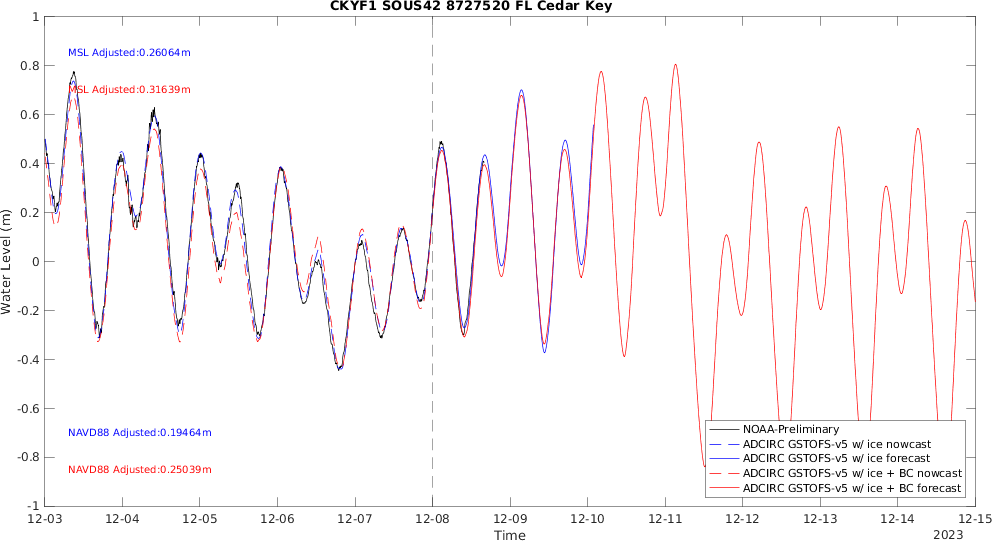 CKYF1 SOUS42 8727520 FL Cedar Key
1
0.8
0.6
0.4
0.2
0
-0.2
-0.4
-0.6
-0.8
-1
Water Level (m)
MSL Adjusted:0.26064m
MSL Adjusted:0.31639m
NAVD88 Adjusted:0.19464m
NAVD88 Adjusted:0.25039m
NOAA-Preliminary
ADCIRC GSTOFS-v5 w/ ice nowcast
ADCIRC GSTOFS-v5 w/ ice forecast
ADCIRC GSTOFS-v5 w/ ice + BC nowcast
ADCIRC GSTOFS-v5 w/ ice + BC forecast
12-03 12-04 12-05 12-06 12-07 12-08 12-09 12-10 12-11 12-12 12-13 12-14 12-15
Time
2023